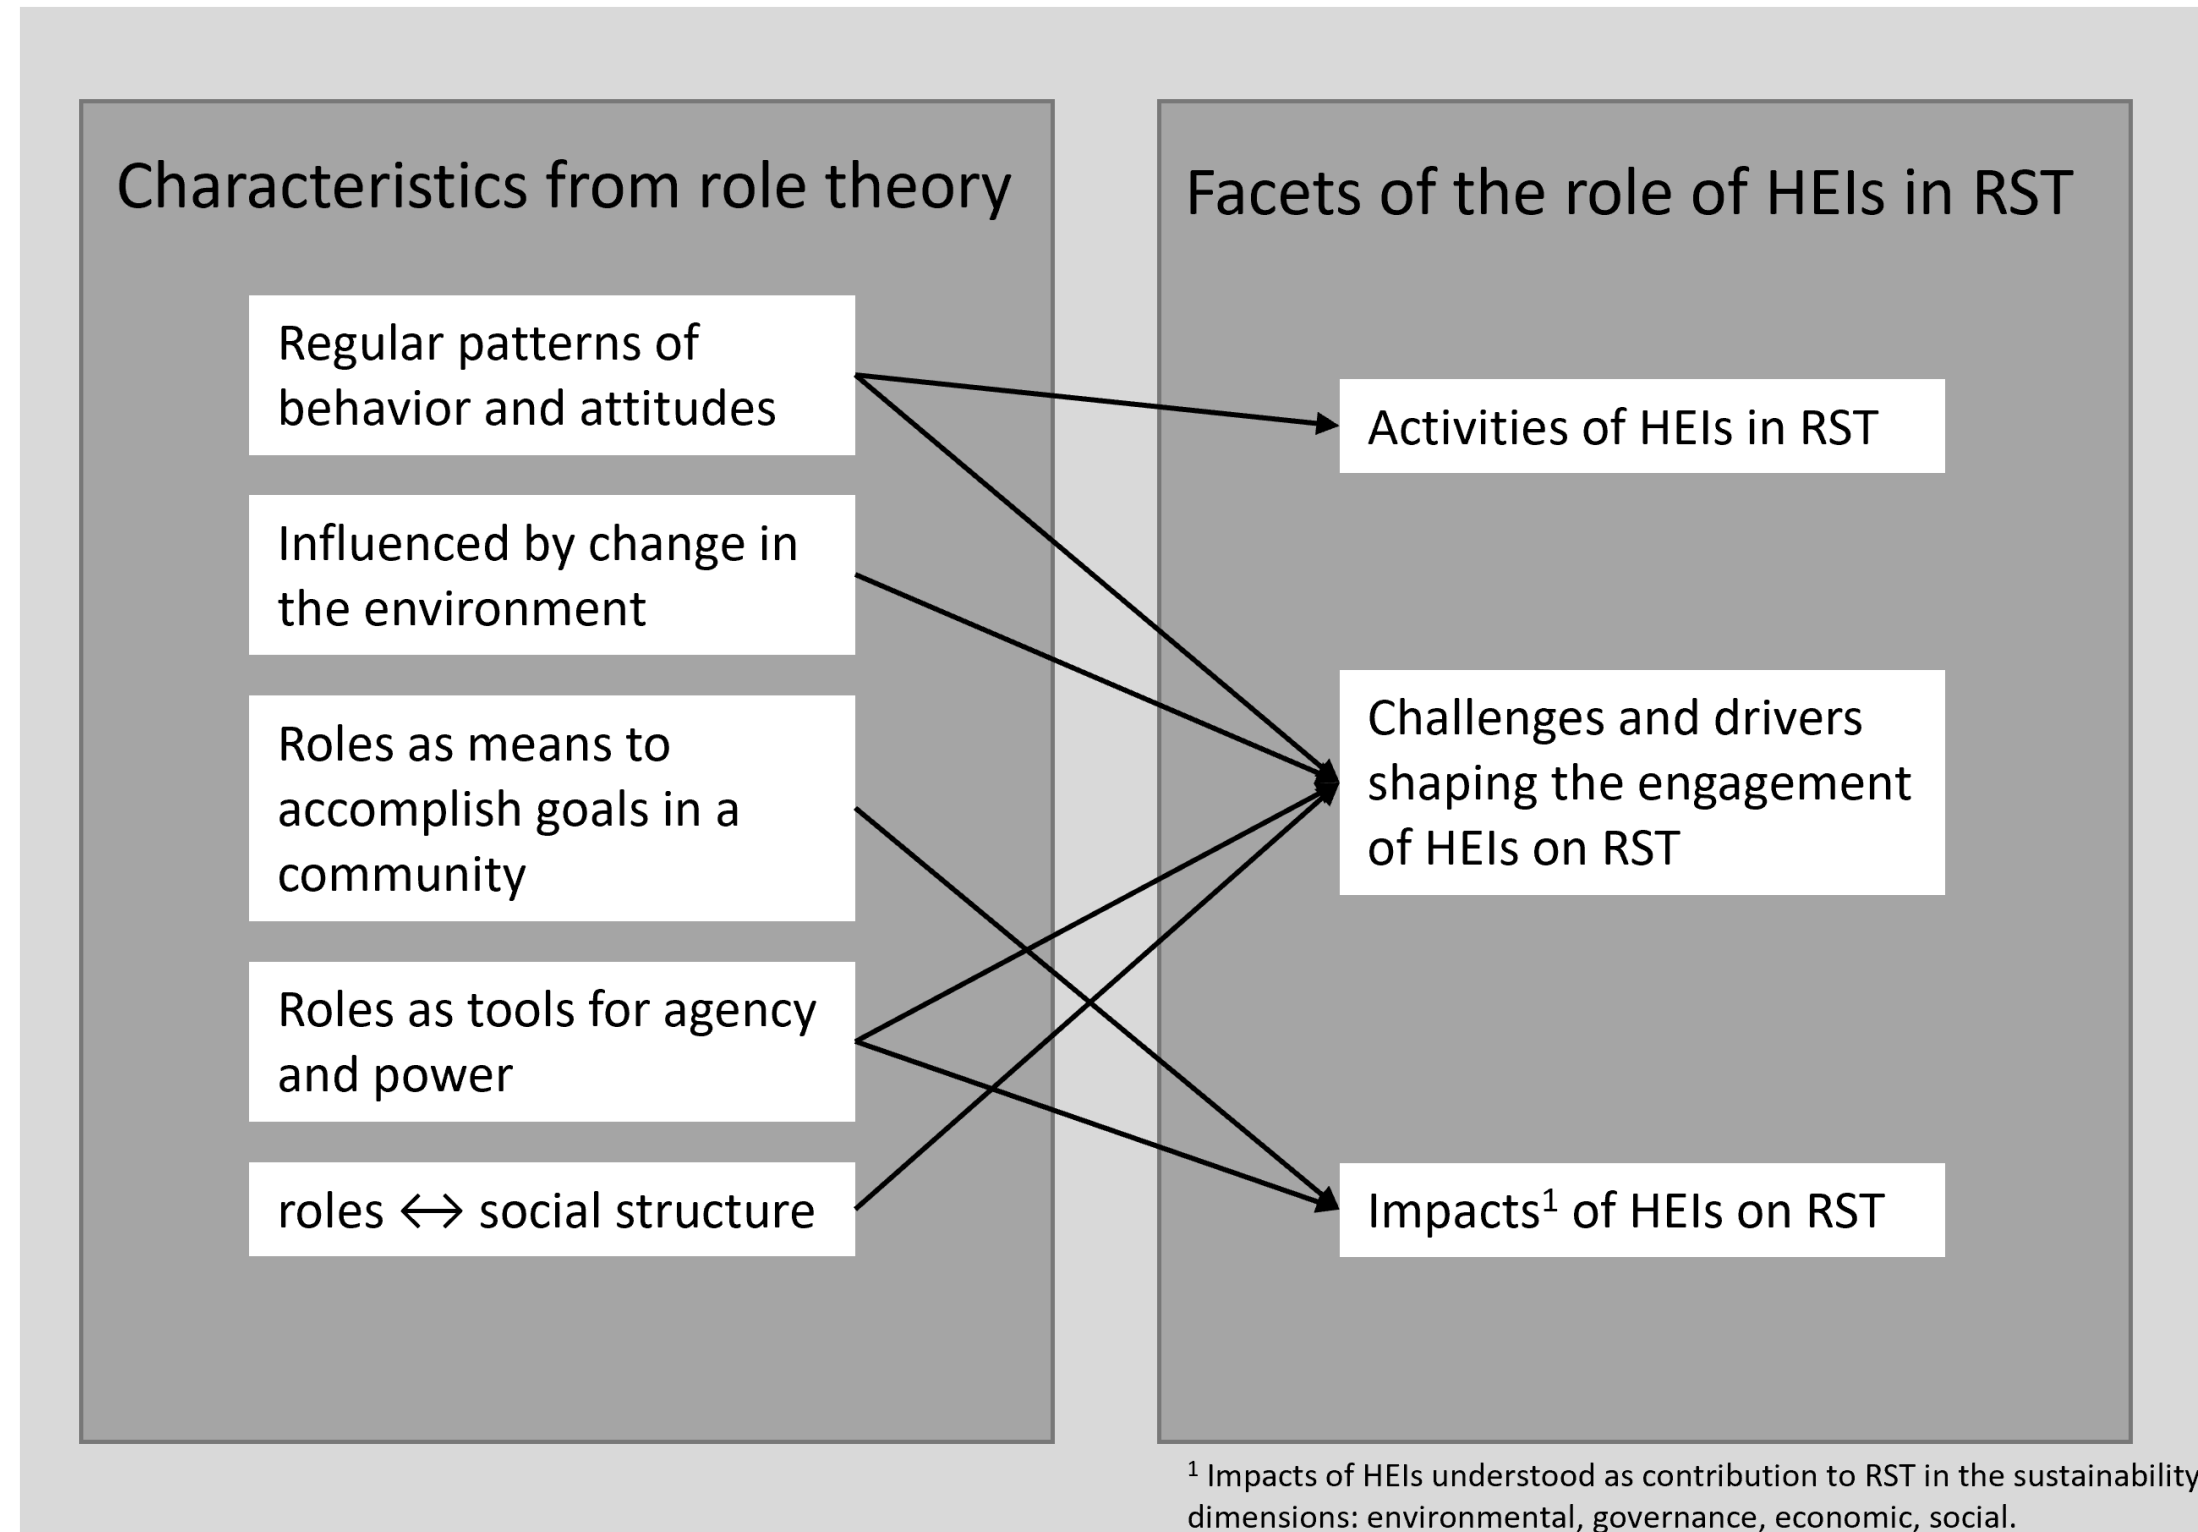 Characteristics from role theory
Regular patterns of
behavior and attitudes
Influenced by change in
the environment
Roles as means to
accomplish goals in a
community
Roles as tools for agency
and power
roles ↔ social structure
Facets of the role of HEIs in RST
Activities of HEIs in RST
Challenges and drivers
shaping the engagement
of HEIs on RST
Impacts¹ of HEIs on RST
¹ Impacts of HEIs understood as contribution to RST in the sustainability
dimensions: environmental, governance, economic, social.